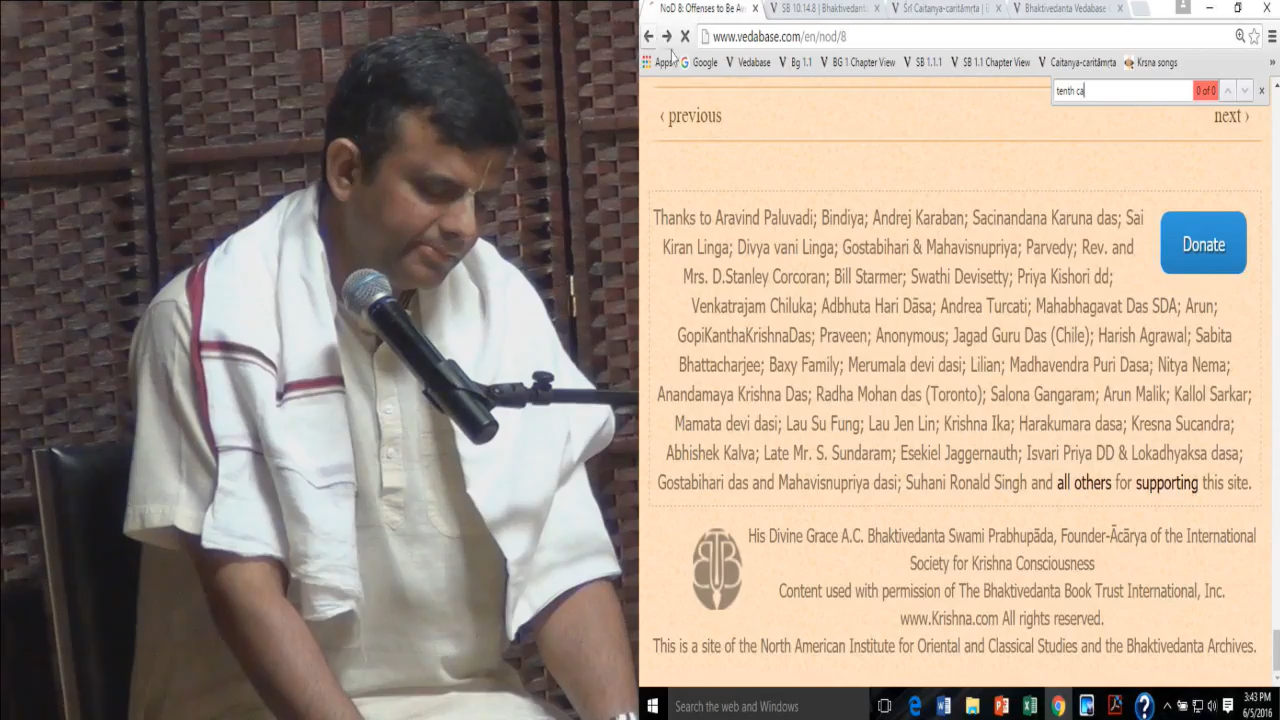 NoD 8: Offenses to Be Av
SB 10.14.8 | Bhaktivedant
Śrī Caitanya-caritāmṛta | B
Bhaktivedanta Vedabase
www.vedabase.com/en/nod/8
Apps Google Vedabase Bg 1.1 BG 1 Chapter View SB 1.1.1 SB 1.1 Chapter View Caitanya-caritāmṛta Krsna songs »
tenth ca 0 of 0
‹ previous next ›
Thanks to Aravind Paluvadi; Bindiya; Andrej Karaban; Sacinandana Karuna das; Sai
Kiran Linga; Divya vani Linga; Gostabihari & Mahavisnupriya; Parvedy; Rev. and
Donate
Mrs. D.Stanley Corcoran; Bill Starmer; Swathi Devisetty; Priya Kishori dd;
Venkatrajam Chiluka; Adbhuta Hari Dāsa; Andrea Turcati; Mahabhagavat Das SDA; Arun;
GopiKanthaKrishnaDas; Praveen; Anonymous; Jagad Guru Das (Chile); Harish Agrawal; Sabita
Bhattacharjee; Baxy Family; Merumala devi dasi; Lilian; Madhavendra Puri Dasa; Nitya Nema;
Anandamaya Krishna Das; Radha Mohan das (Toronto); Salona Gangaram; Arun Malik; Kallol Sarkar;
Mamata devi dasi; Lau Su Fung; Lau Jen Lin; Krishna Ika; Harakumara dasa; Kresna Sucandra;
Abhishek Kalva; Late Mr. S. Sundaram; Esekiel Jaggernauth; Isvari Priya DD & Lokadhyaksa dasa;
Gostabihari das and Mahavisnupriya dasi; Suhani Ronald Singh and all others for supporting this site.
His Divine Grace A.C. Bhaktivedanta Swami Prabhupāda, Founder-Ācārya of the International
Society for Krishna Consciousness
Content used with permission of The Bhaktivedanta Book Trust International, Inc.
www.Krishna.com All rights reserved.
This is a site of the North American Institute for Oriental and Classical Studies and the Bhaktivedanta Archives.
Search the web and Windows
3:43 PM
6/5/2016